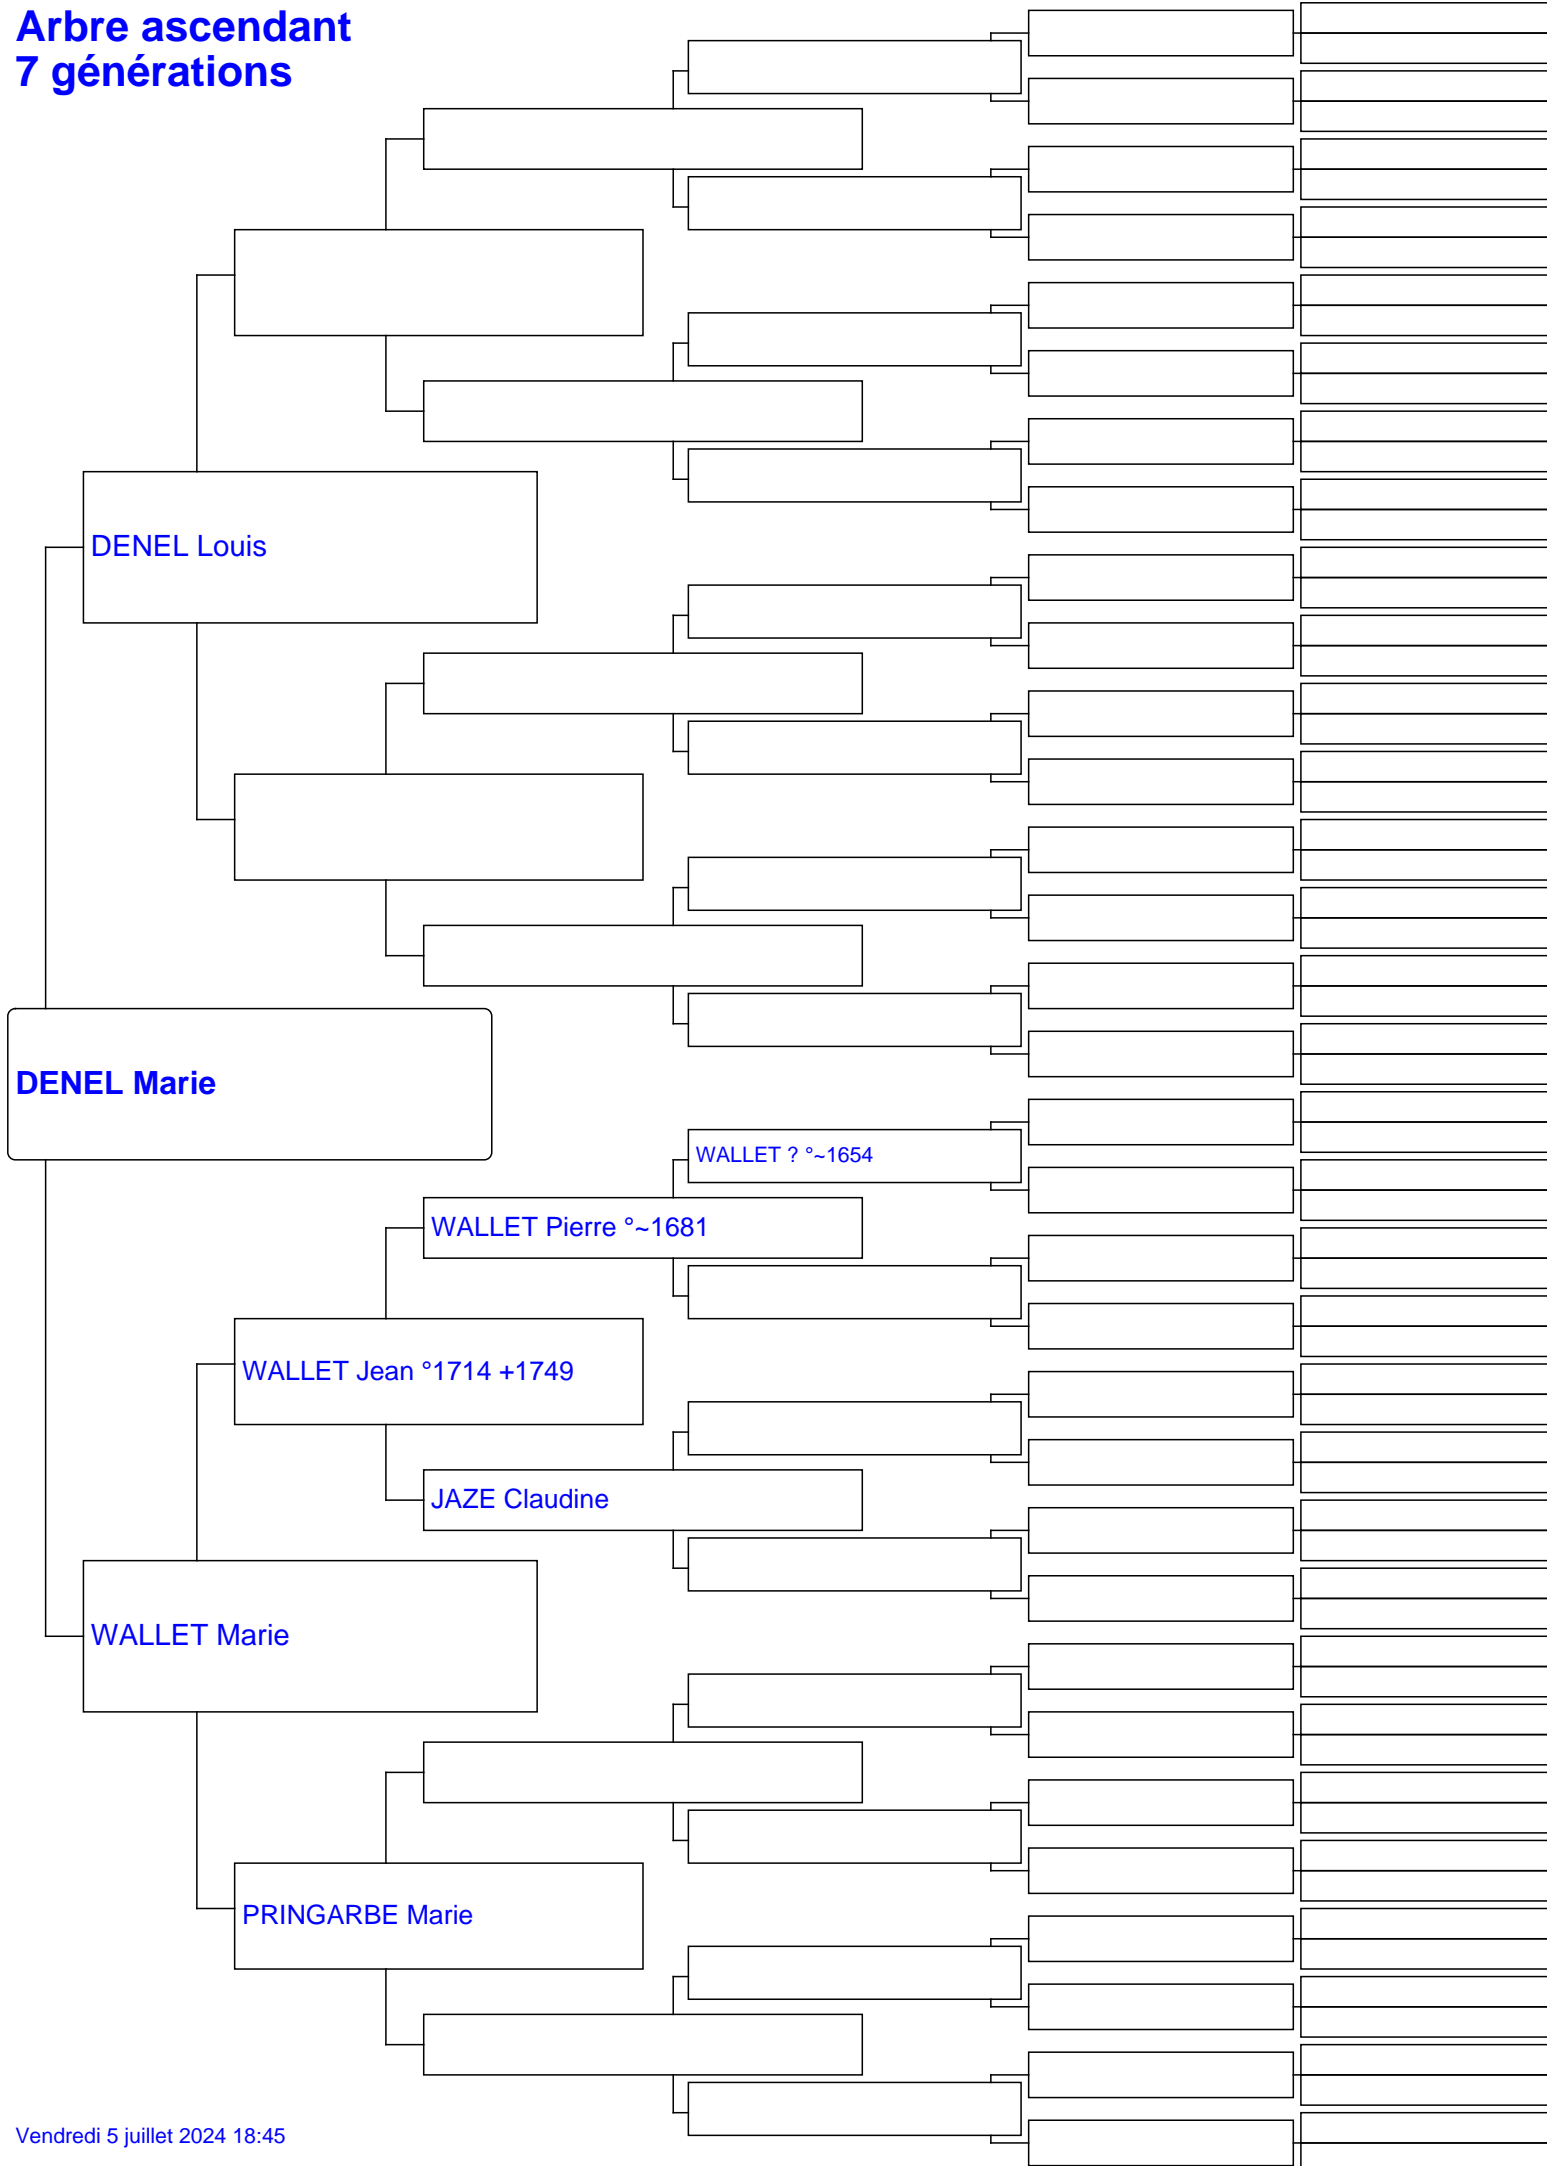 Arbre ascendant
7 générations
DENEL Louis
DENEL Marie
WALLET ? °~1654
WALLET Pierre °~1681
WALLET Jean °1714 +1749
JAZE Claudine
WALLET Marie
PRINGARBE Marie
Vendredi 5 juillet 2024 18:45